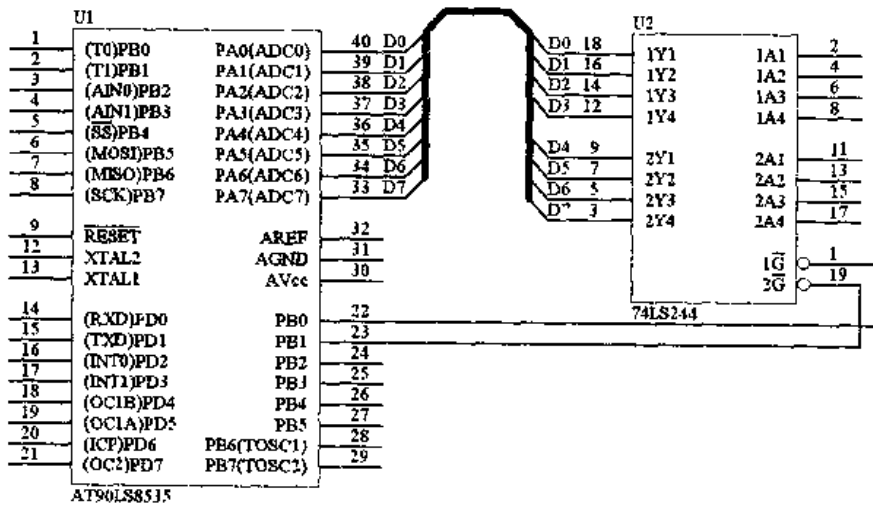 U1
1 (T0)PB0 PA0(ADC0) 40 D0
2 (T1)PB1 PA1(ADC1) 39 D1
3 (AIN0)PB2 PA2(ADC2) 38 D2
4 (AIN1)PB3 PA3(ADC3) 37 D3
5 (SS)PB4 PA4(ADC4) 36 D4
6 (MOSI)PB5 PA5(ADC5) 35 D5
7 (MISO)PB6 PA6(ADC6) 34 D6
8 (SCK)PB7 PA7(ADC7) 33 D7
9 RESET AREF 32
12 XTAL2 AGND 31
13 XTAL1 AVcc 30
14 (RXD)PD0 PB0 22
15 (TXD)PD1 PB1 23
16 (INT0)PD2 PB2 24
17 (INT1)PD3 PB3 25
18 (OC1B)PD4 PB4 26
19 (OC1A)PD5 PB5 27
20 (ICP)PD6 PB6(TOSC1) 28
21 (OC2)PD7 PB7(TOSC2) 29
AT90LS8535
U2
D0 18 1Y1 1A1 2
D1 16 1Y2 1A2 4
D2 14 1Y3 1A3 6
D3 12 1Y4 1A4 8
D4 9 2Y1 2A1 11
D5 7 2Y2 2A2 13
D6 5 2Y3 2A3 15
D7 3 2Y4 2A4 17
1G 1
2G 19
74LS244